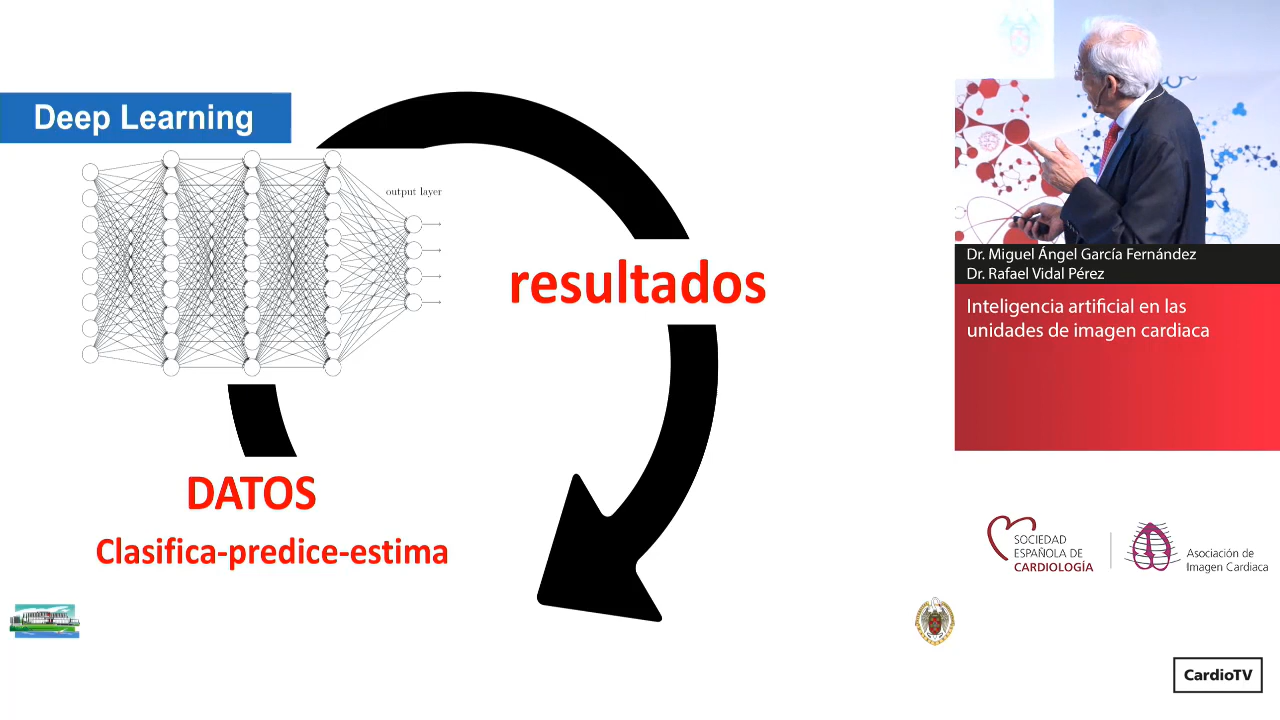 Deep Learning
output layer
resultados
DATOS
Clasifica-predice-estima
Dr. Miguel Ángel García Fernández
Dr. Rafael Vidal Pérez
Inteligencia artificial en las
unidades de imagen cardiaca
SOCIEDAD
ESPAÑOLA DE
CARDIOLOGÍA
Asociación de
Imagen Cardiaca
CardioTV